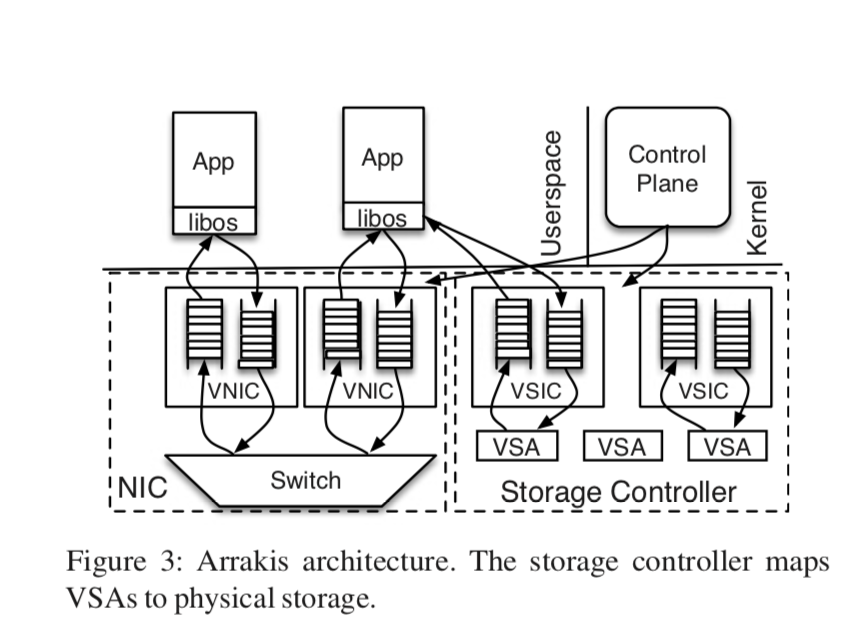 App
libos
App
libos
Userspace
Control
Plane
Kernel
VNIC
VNIC
VSIC
VSIC
VSA
VSA
VSA
NIC
Switch
Storage Controller
Figure 3: Arrakis architecture. The storage controller maps
VSAs to physical storage.